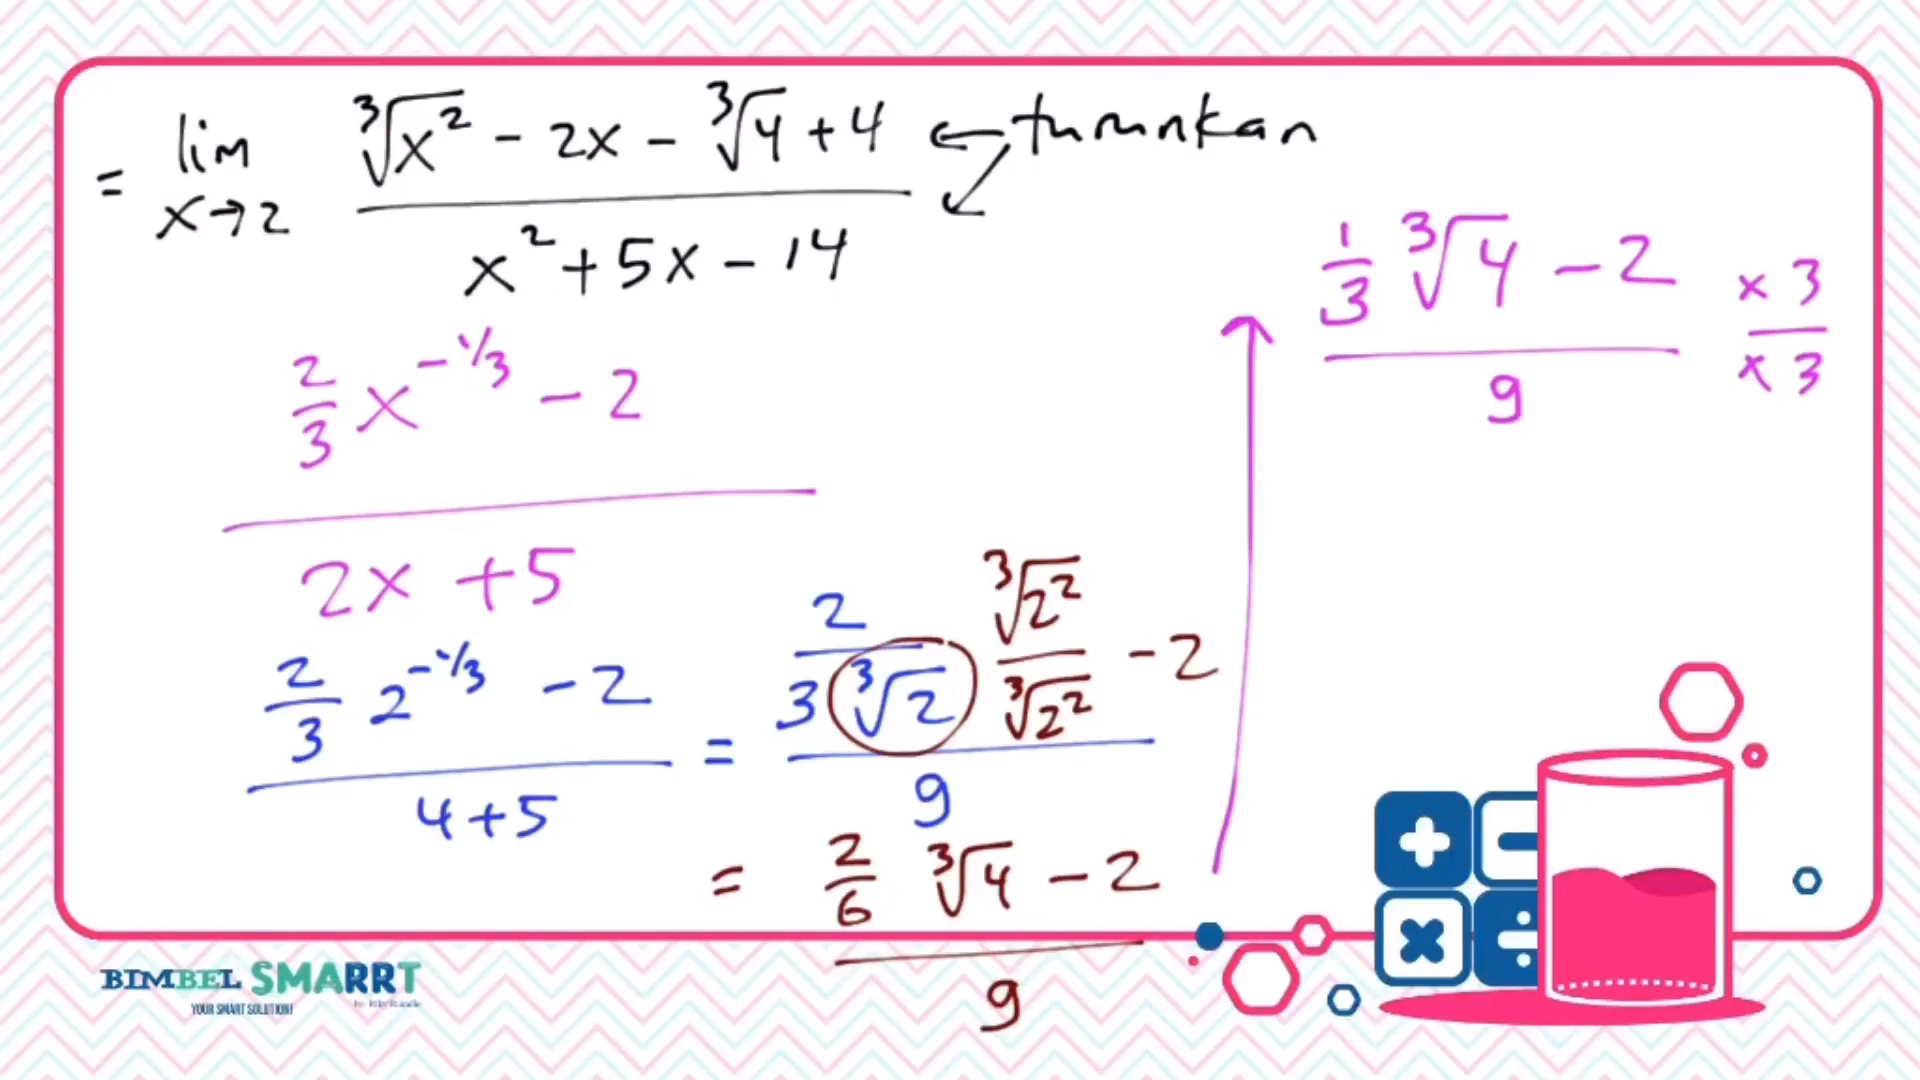 = lim x→2 (∛x² - 2x - ∛4 + 4) / (x² + 5x - 14) ← turunkan
(2/3 x^(-1/3) - 2) / (2x + 5)
(2/3 2^(-1/3) - 2) / (4+5) = (2/(3 ∛2) ∛2²/∛2² - 2) / 9
= (2/6 ∛4 - 2) / 9
(1/3 ∛4 - 2) / 9 x 3 / x 3
BIMBEL SMARRT
YOUR SMART SOLUTION!